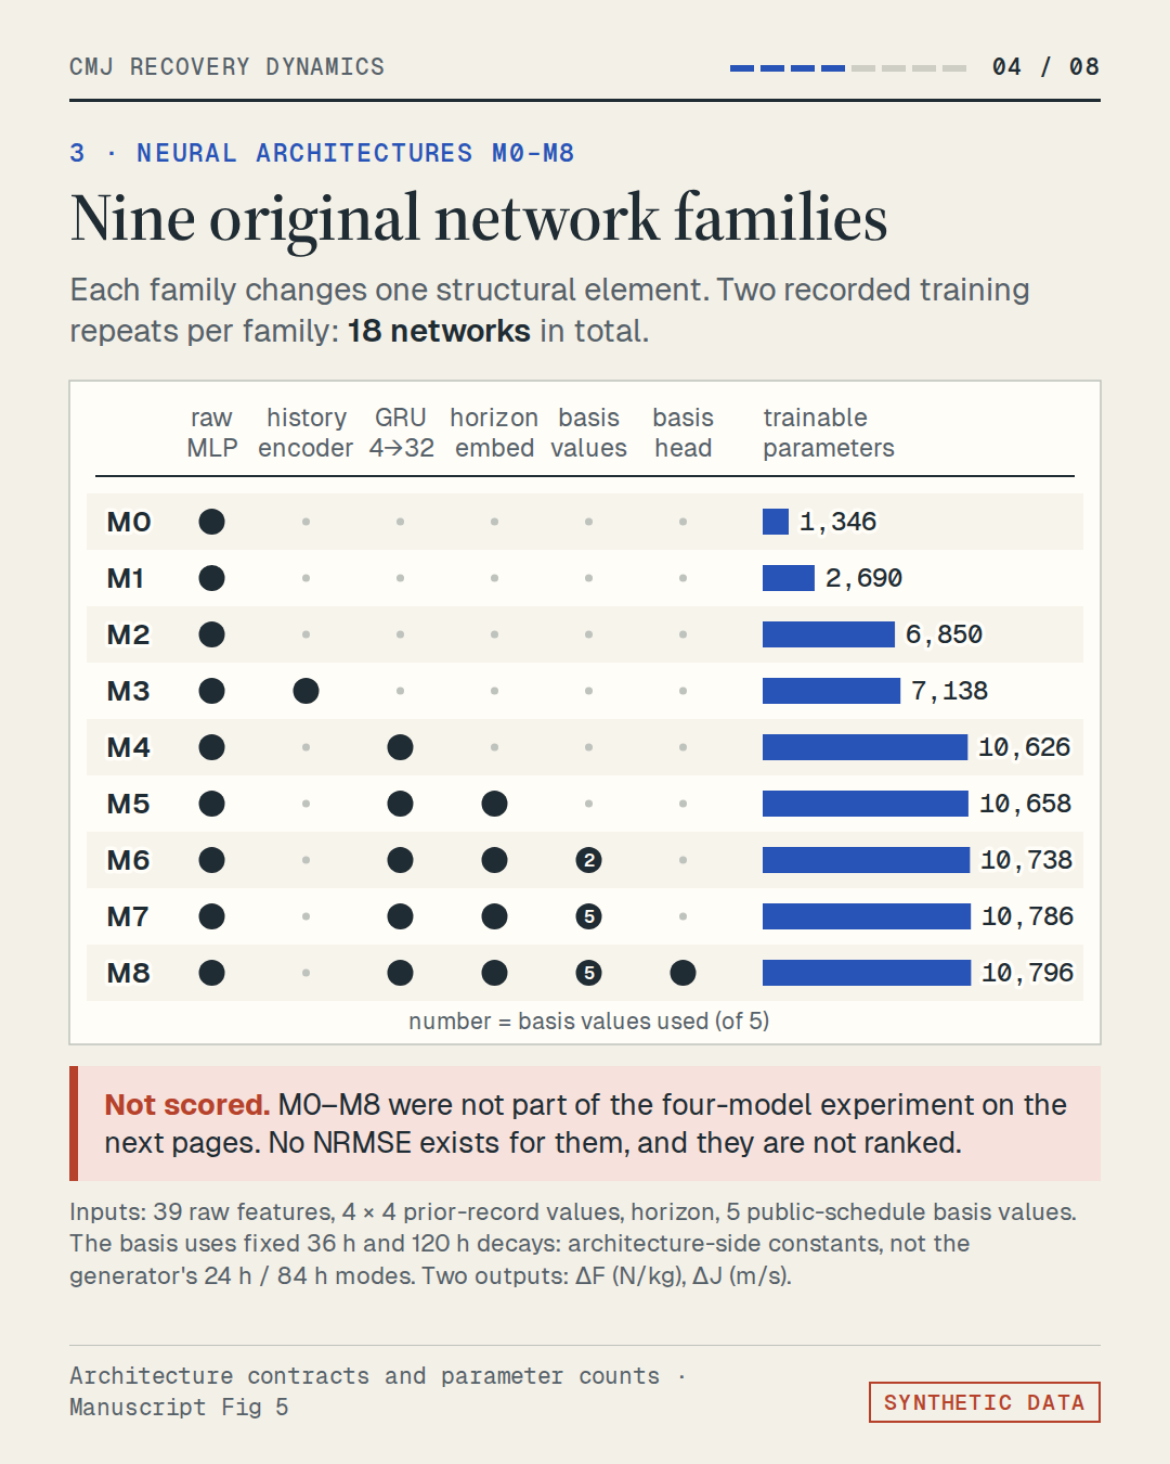 CMJ RECOVERY DYNAMICS
04 / 08
3 · NEURAL ARCHITECTURES M0–M8
Nine original network families
Each family changes one structural element. Two recorded training
repeats per family: 18 networks in total.
raw history GRU horizon basis basis trainable
MLP encoder 4→32 embed values head parameters
M0 1,346
M1 2,690
M2 6,850
M3 7,138
M4 10,626
M5 10,658
M6 2 10,738
M7 5 10,786
M8 5 10,796
number = basis values used (of 5)
Not scored. M0–M8 were not part of the four-model experiment on the
next pages. No NRMSE exists for them, and they are not ranked.
Inputs: 39 raw features, 4 × 4 prior-record values, horizon, 5 public-schedule basis values.
The basis uses fixed 36 h and 120 h decays: architecture-side constants, not the
generator's 24 h / 84 h modes. Two outputs: ΔF (N/kg), ΔJ (m/s).
Architecture contracts and parameter counts ·
Manuscript Fig 5
SYNTHETIC DATA